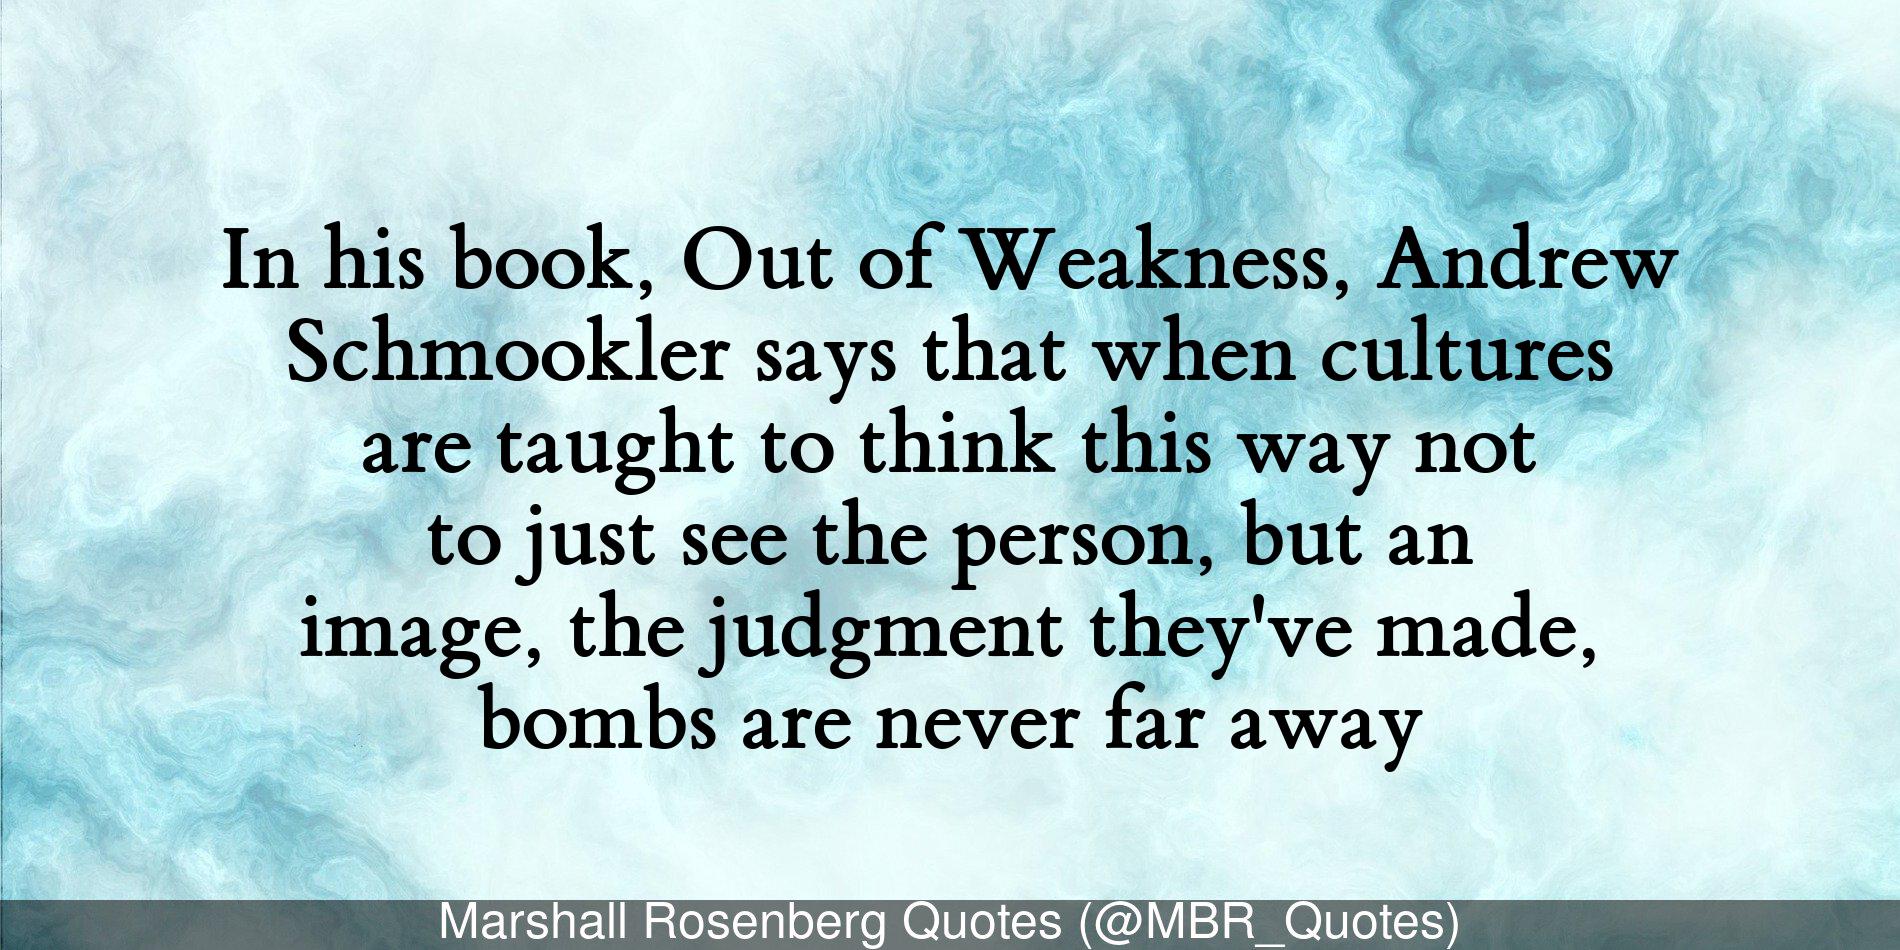 In his book, Out of Weakness, Andrew
Schmookler says that when cultures
are taught to think this way not
to just see the person, but an
image, the judgment they've made,
bombs are never far away
Marshall Rosenberg Quotes (@MBR_Quotes)